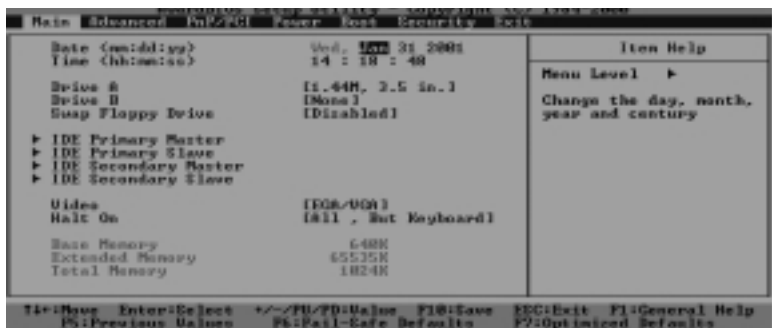 Setup Utility - Copyright (C) 1984-2000
Main Advanced PnP/PCI Power Boot Security Exit
Date (mm:dd:yy) Wed, Jan 31 2001
Time (hh:mm:ss) 14 : 18 : 48
Drive A [1.44M, 3.5 in.]
Drive B [None]
Swap Floppy Drive [Disabled]
► IDE Primary Master
► IDE Primary Slave
► IDE Secondary Master
► IDE Secondary Slave
Video [EGA/VGA]
Halt On [All , But Keyboard]
Base Memory 640K
Extended Memory 65535K
Total Memory 1024K
Item Help
Menu Level ►
Change the day, month,
year and century
:Move Enter:Select +/-/PU/PD:Value F10:Save ESC:Exit F1:General Help
F5:Previous Values F6:Fail-Safe Defaults F7:Optimized Defaults